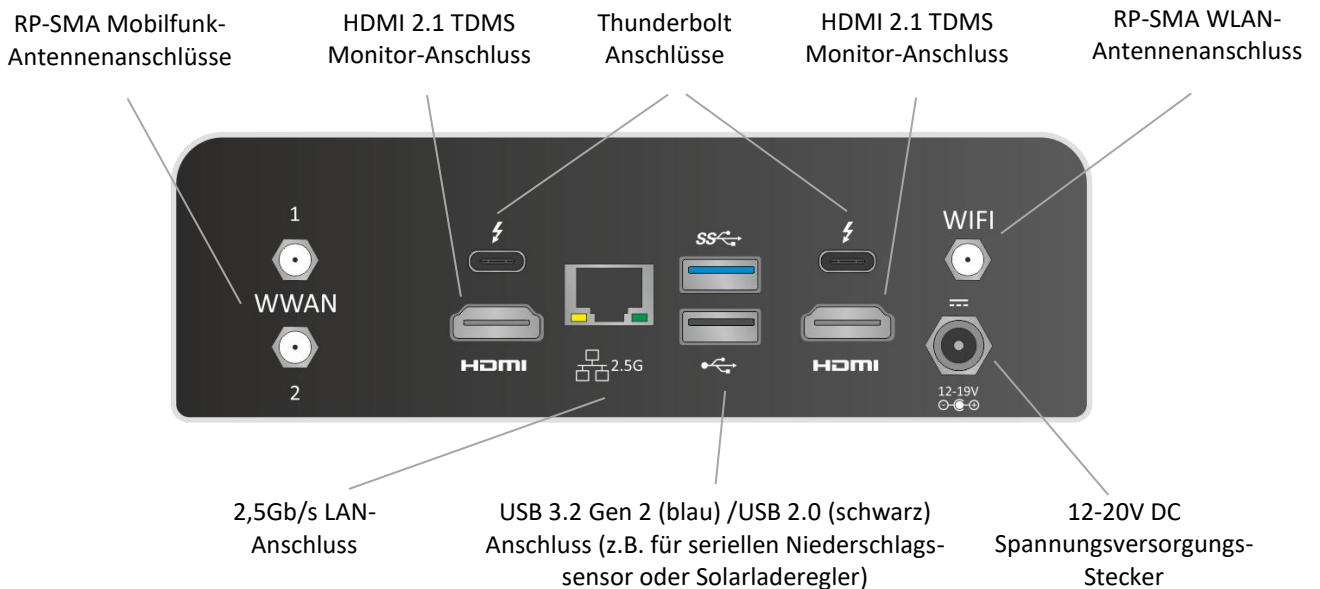 RP-SMA Mobilfunk-
Antennenanschlüsse
HDMI 2.1 TDMS
Monitor-Anschluss
Thunderbolt
Anschlüsse
HDMI 2.1 TDMS
Monitor-Anschluss
RP-SMA WLAN-
Antennenanschluss
1
WWAN
2
HDMI
2.5G
SS
HDMI
WIFI
12-19V
2,5Gb/s LAN-
Anschluss
USB 3.2 Gen 2 (blau) /USB 2.0 (schwarz)
Anschluss (z.B. für seriellen Niederschlags-
sensor oder Solarladeregler)
12-20V DC
Spannungsversorgungs-
Stecker